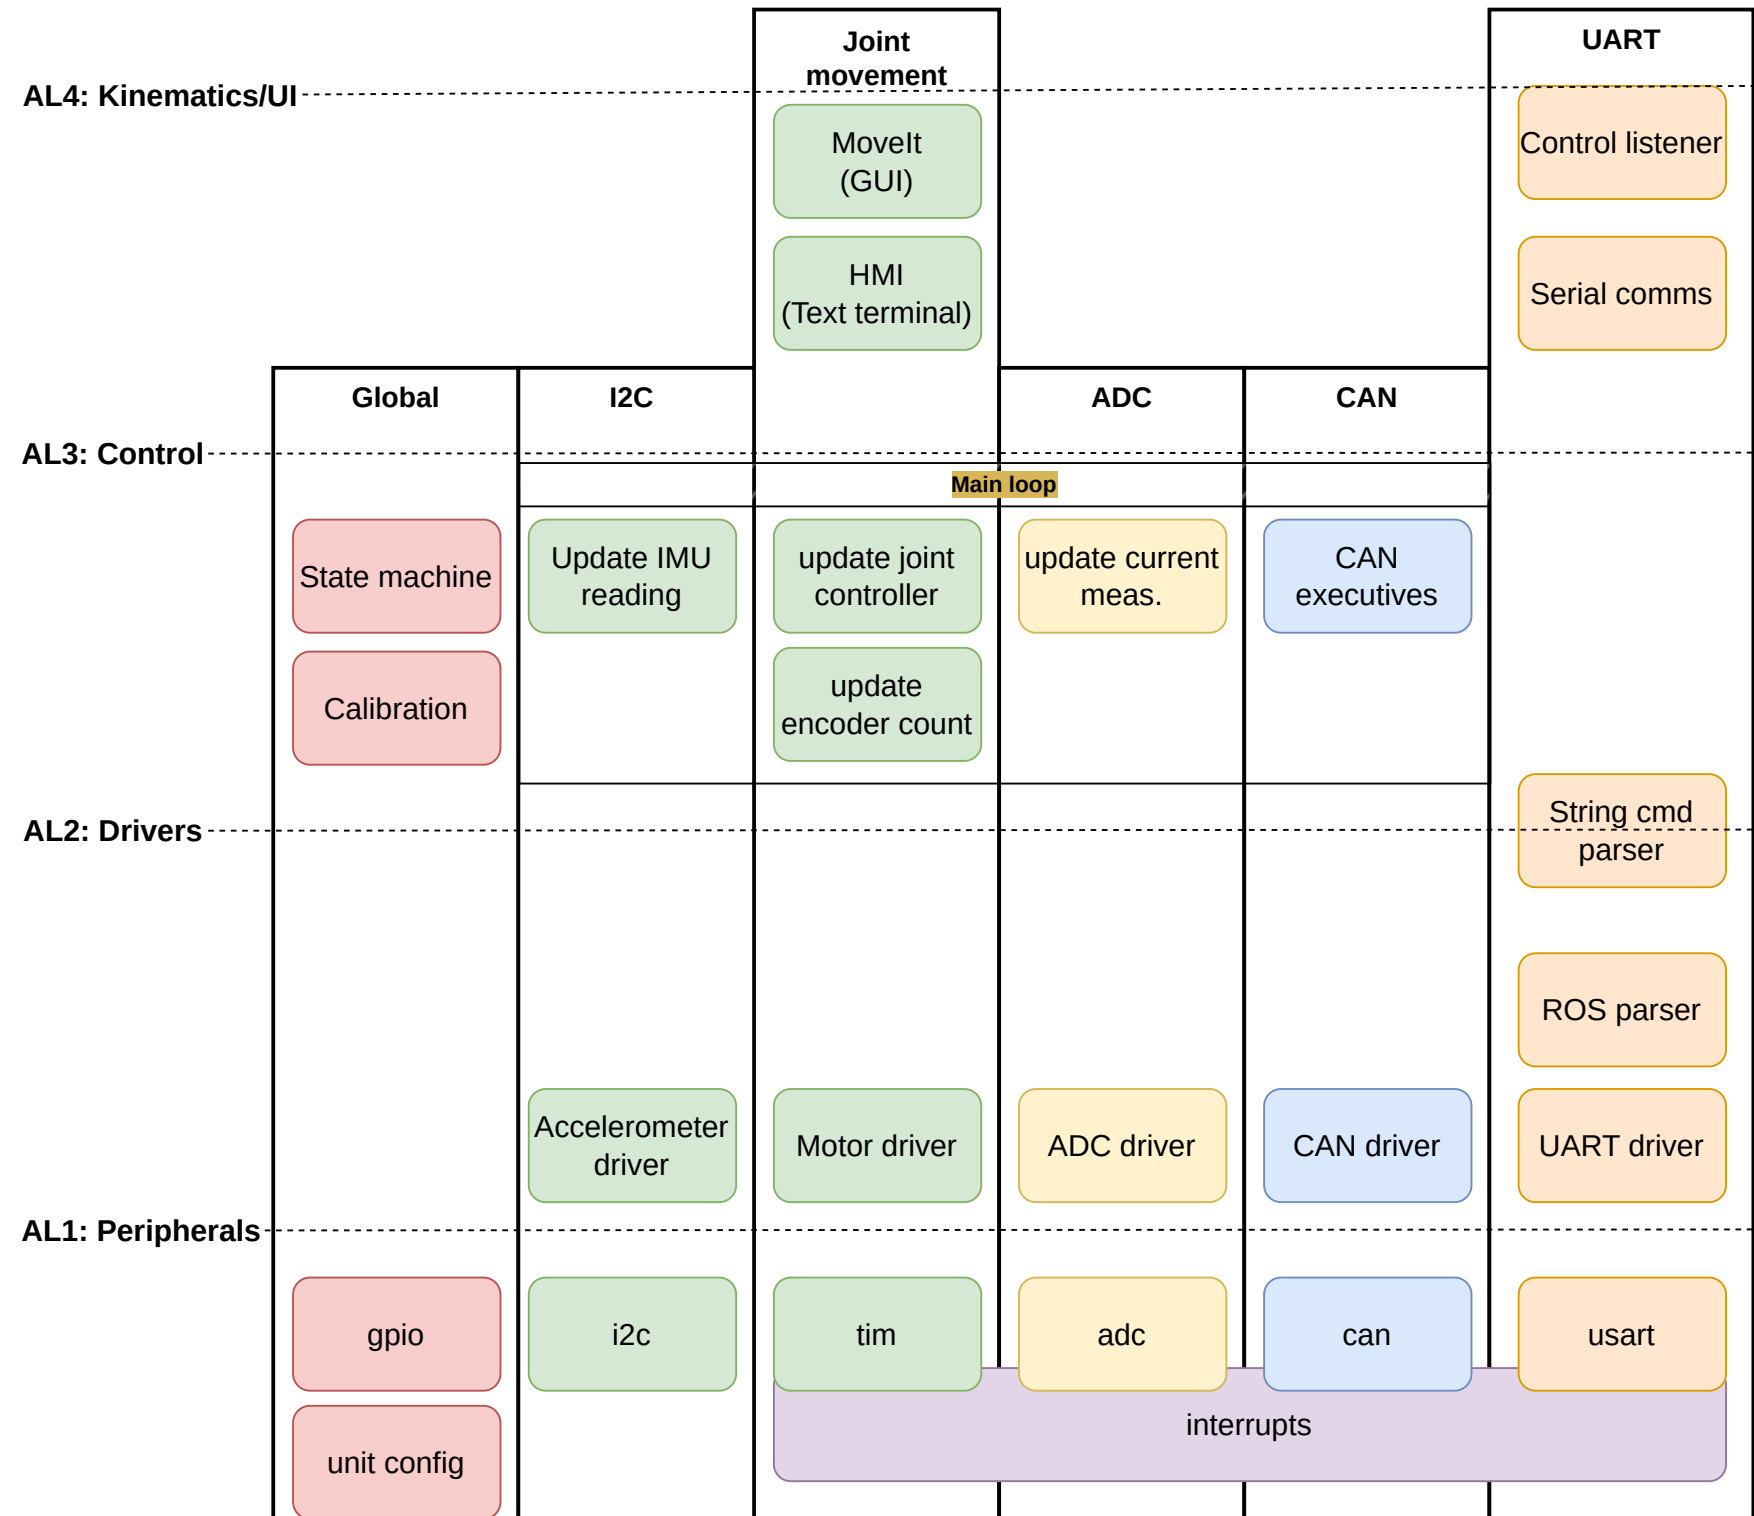 Joint
movement
UART
AL4: Kinematics/UI
MoveIt
(GUI)
Control listener
HMI
(Text terminal)
Serial comms
Global
I2C
ADC
CAN
AL3: Control
Main loop
State machine
Update IMU
reading
update joint
controller
update current
meas.
CAN
executives
Calibration
update
encoder count
AL2: Drivers
String cmd
parser
ROS parser
Accelerometer
driver
Motor driver
ADC driver
CAN driver
UART driver
AL1: Peripherals
gpio
i2c
tim
adc
can
usart
interrupts
unit config